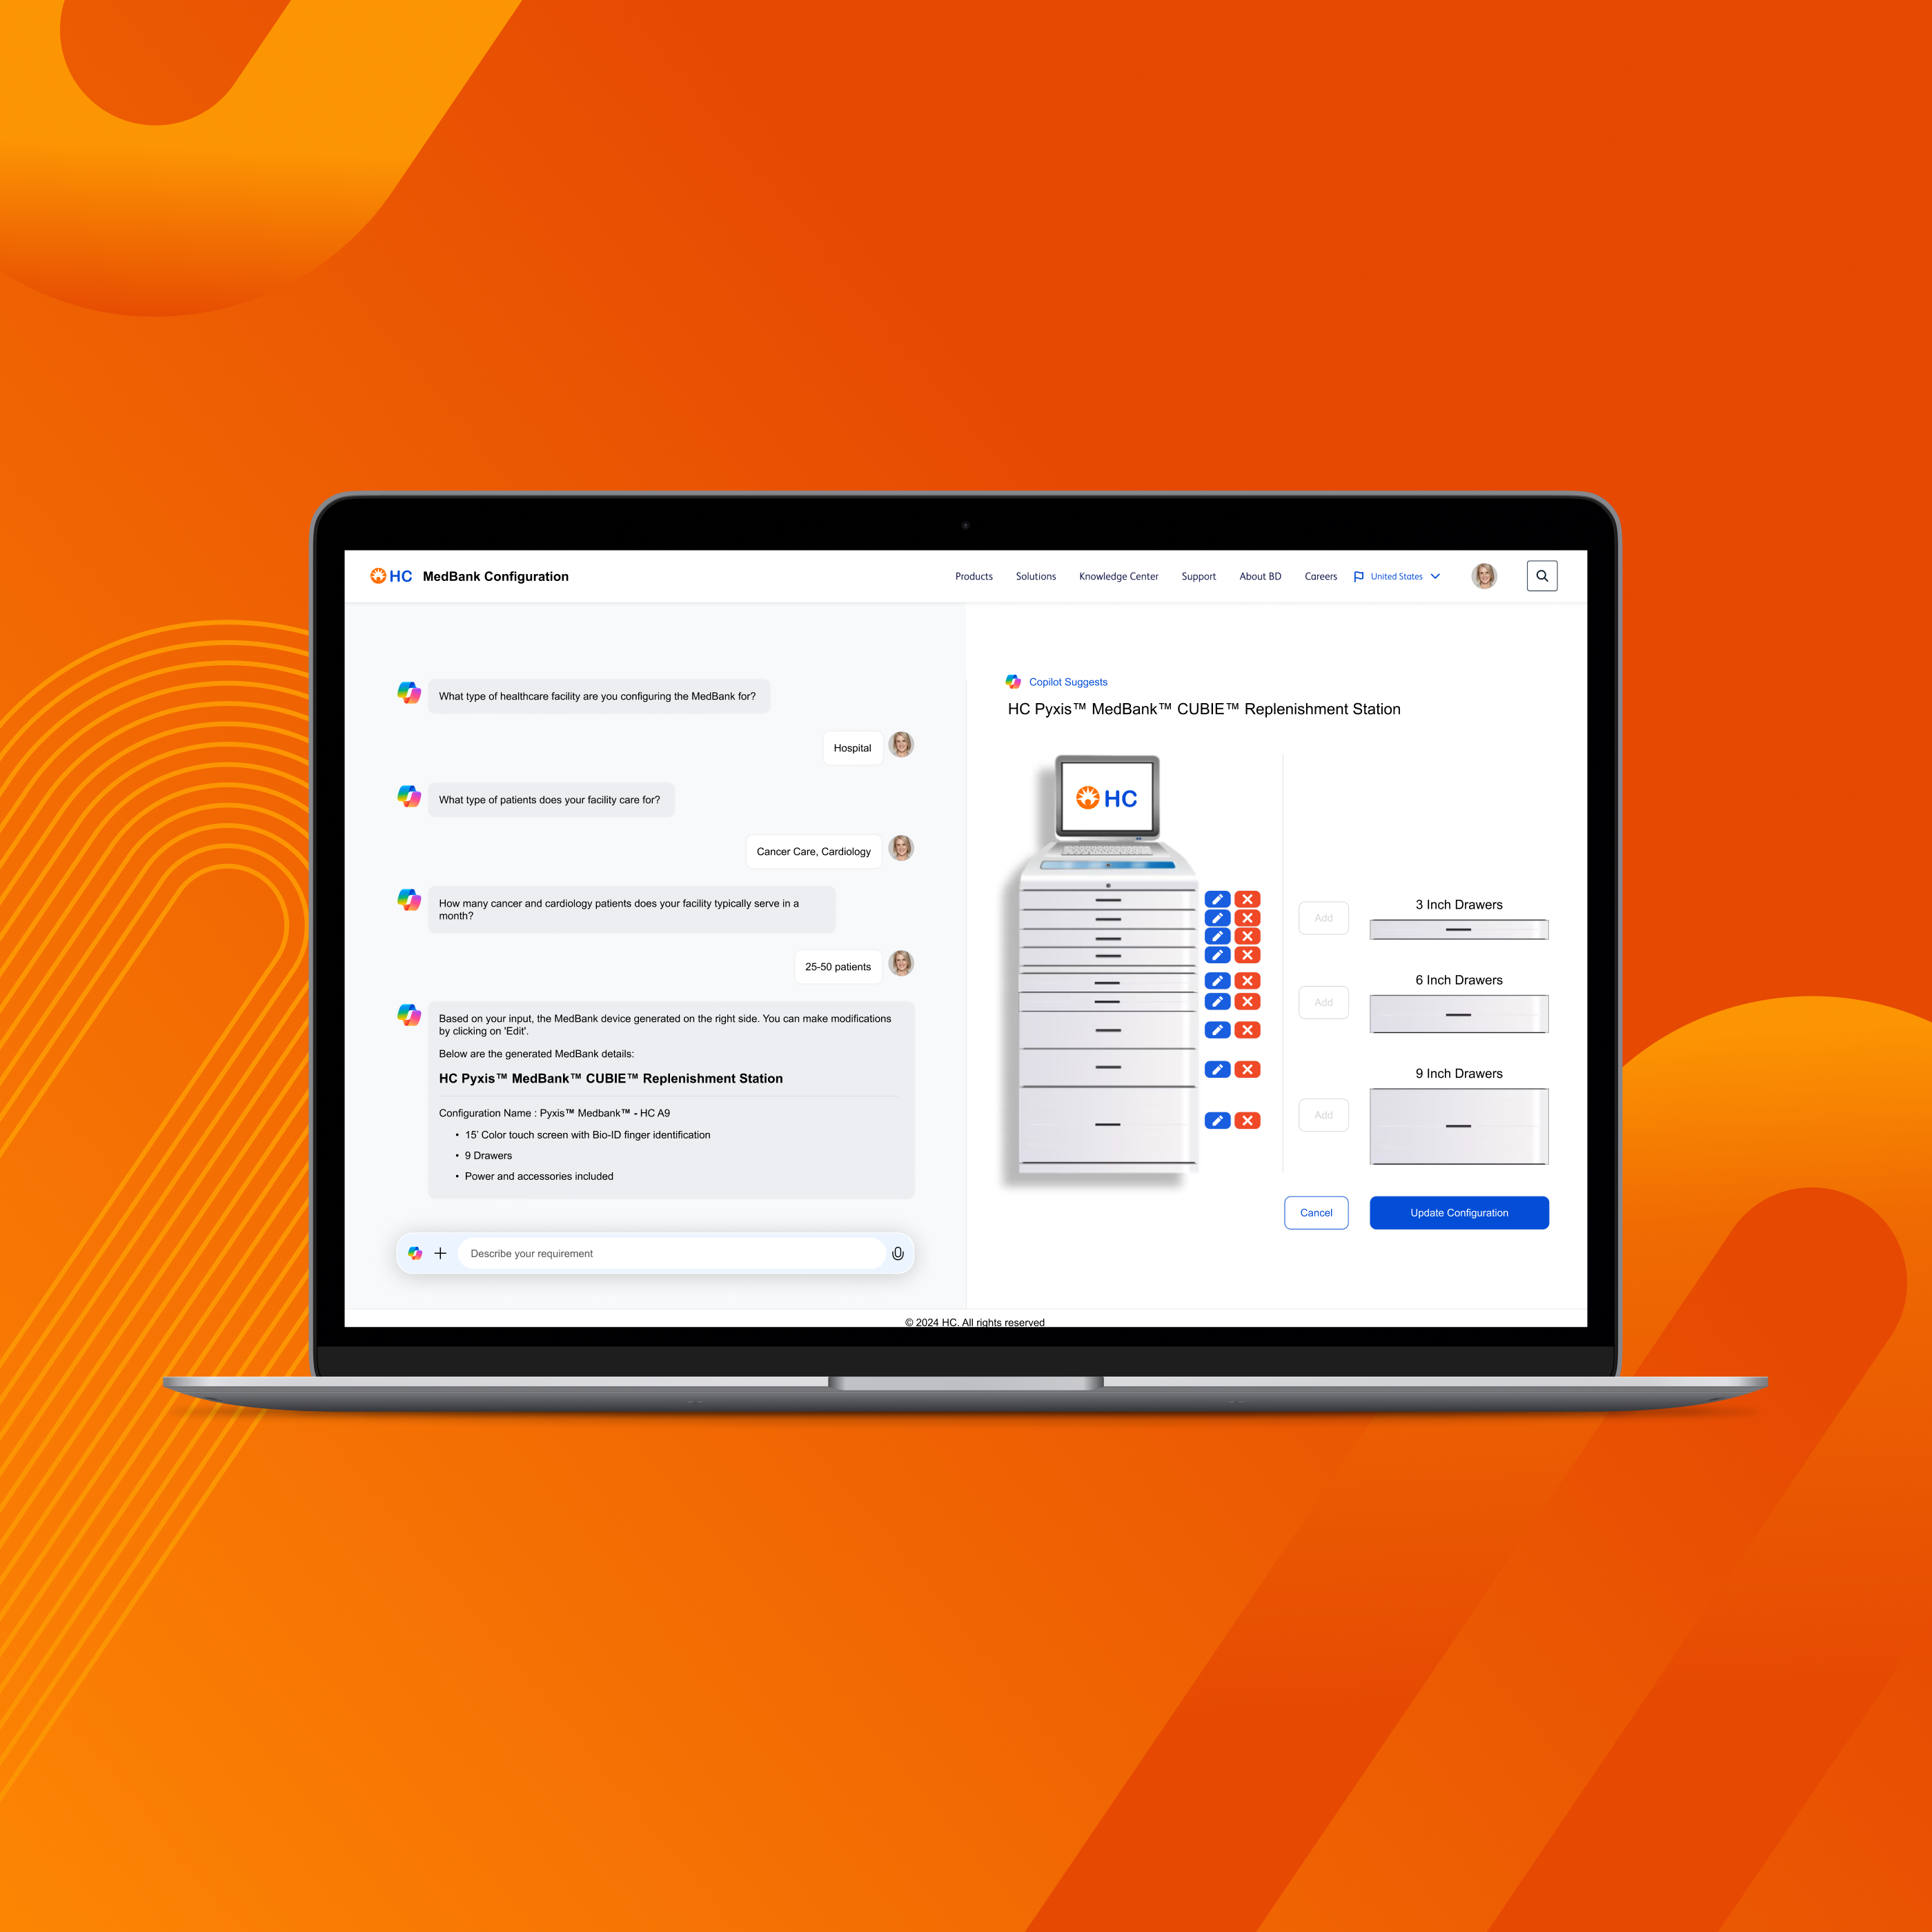 HC MedBank Configuration
Products Solutions Knowledge Center Support About BD Careers United States
What type of healthcare facility are you configuring the MedBank for?
Hospital
What type of patients does your facility care for?
Cancer Care, Cardiology
How many cancer and cardiology patients does your facility typically serve in a
month?
25-50 patients
Based on your input, the MedBank device generated on the right side. You can make modifications
by clicking on 'Edit'.
Below are the generated MedBank details:
HC Pyxis™ MedBank™ CUBIE™ Replenishment Station
Configuration Name : Pyxis™ Medbank™ - HC A9
• 15’ Color touch screen with Bio-ID finger identification
• 9 Drawers
• Power and accessories included
Describe your requirement
Copilot Suggests
HC Pyxis™ MedBank™ CUBIE™ Replenishment Station
HC
3 Inch Drawers
Add
6 Inch Drawers
Add
9 Inch Drawers
Add
Cancel Update Configuration
© 2024 HC. All rights reserved